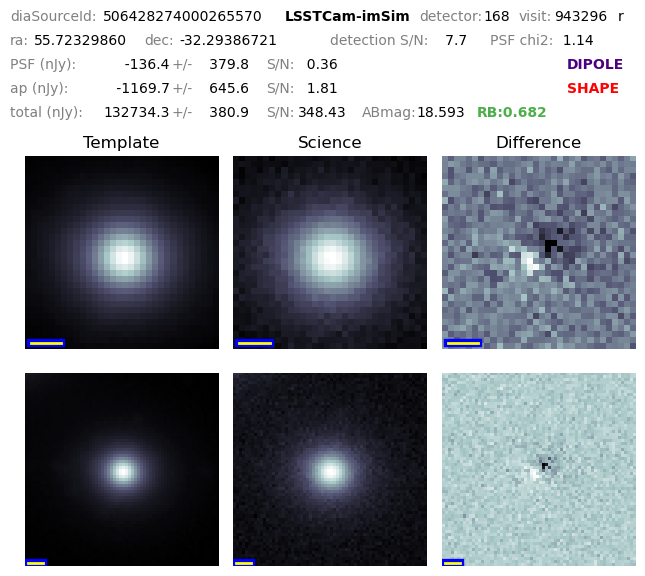 diaSourceId: 506428274000265570 LSSTCam-imSim detector: 168 visit: 943296 r
ra: 55.72329860 dec: -32.29386721 detection S/N: 7.7 PSF chi2: 1.14
PSF (nJy): -136.4 +/- 379.8 S/N: 0.36 DIPOLE
ap (nJy): -1169.7 +/- 645.6 S/N: 1.81 SHAPE
total (nJy): 132734.3 +/- 380.9 S/N: 348.43 ABmag: 18.593 RB:0.682
Template Science Difference